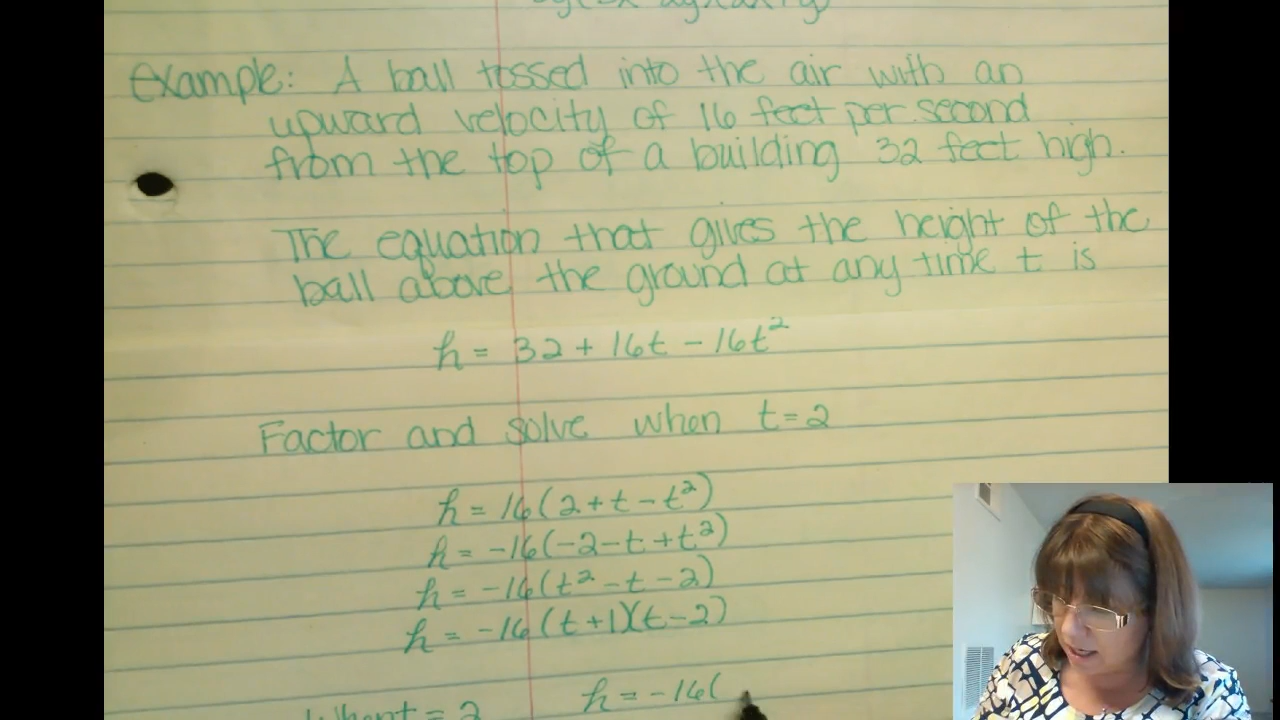 Example: A ball tossed into the air with an
upward velocity of 16 feet per second
from the top of a building 32 feet high.
The equation that gives the height of the
ball above the ground at any time t is
h = 32 + 16t - 16t²
Factor and solve when t=2
h = 16(2+t-t²)
h = -16(-2-t+t²)
h = -16(t²-t-2)
h = -16(t+1)(t-2)
When t = 2 h = -16(